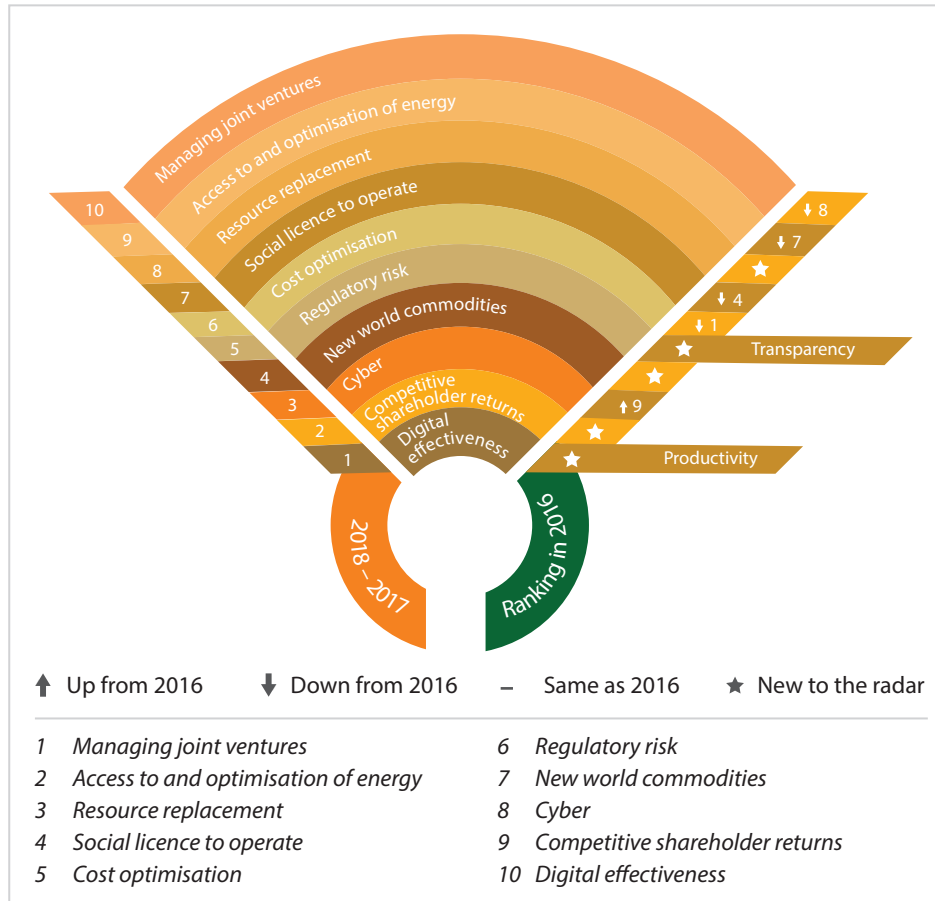 Managing joint ventures
Access to and optimisation of energy
Resource replacement
Social licence to operate
Cost optimisation
Regulatory risk
New world commodities
Cyber
Competitive
shareholder returns
Digital
effectiveness
10
9
8
7
6
5
4
3
2
1
8
7
4
1
Transparency
9
Productivity
2018 – 2017
Ranking in 2016
Up from 2016
Down from 2016
– Same as 2016
New to the radar
1 Managing joint ventures
2 Access to and optimisation of energy
3 Resource replacement
4 Social licence to operate
5 Cost optimisation
6 Regulatory risk
7 New world commodities
8 Cyber
9 Competitive shareholder returns
10 Digital effectiveness